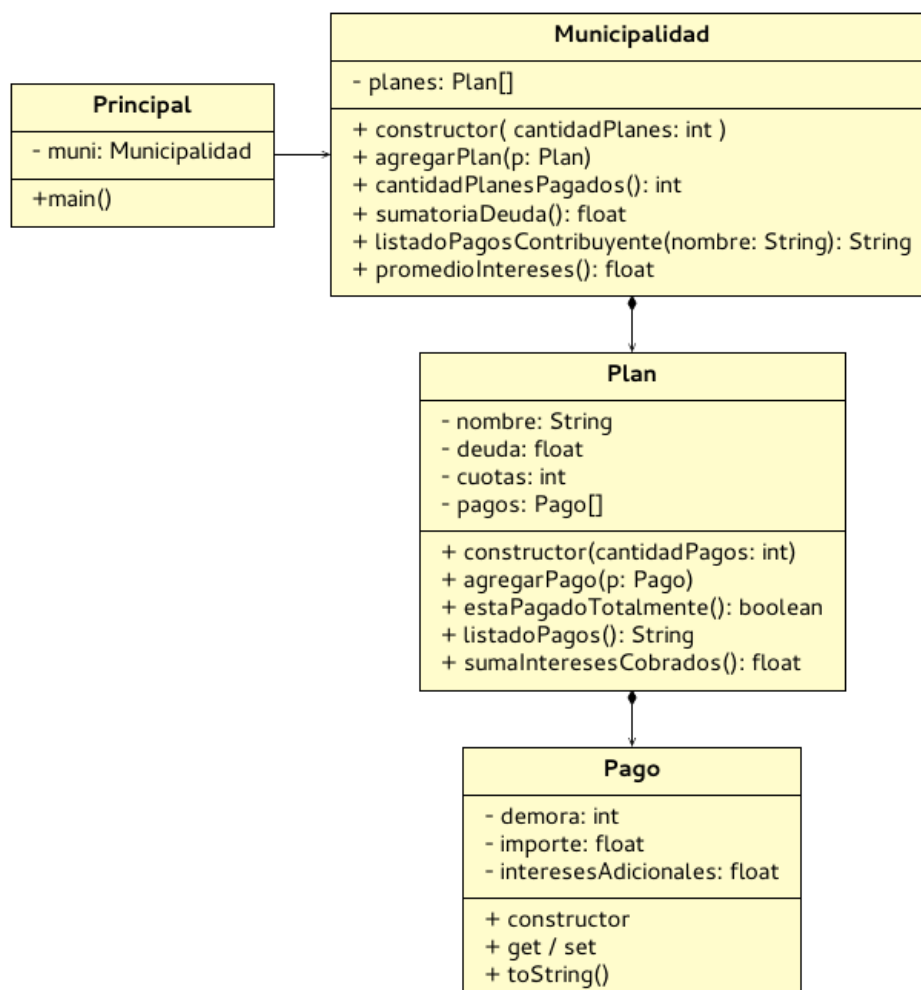 Municipalidad
- planes: Plan[]
+ constructor( cantidadPlanes: int )
+ agregarPlan(p: Plan)
+ cantidadPlanesPagados(): int
+ sumatoriaDeuda(): float
+ listadoPagosContribuyente(nombre: String): String
+ promedioIntereses(): float
Principal
- muni: Municipalidad
+main()
Plan
- nombre: String
- deuda: float
- cuotas: int
- pagos: Pago[]
+ constructor(cantidadPagos: int)
+ agregarPago(p: Pago)
+ estaPagadoTotalmente(): boolean
+ listadoPagos(): String
+ sumaInteresesCobrados(): float
Pago
- demora: int
- importe: float
- interesesAdicionales: float
+ constructor
+ get / set
+ toString()